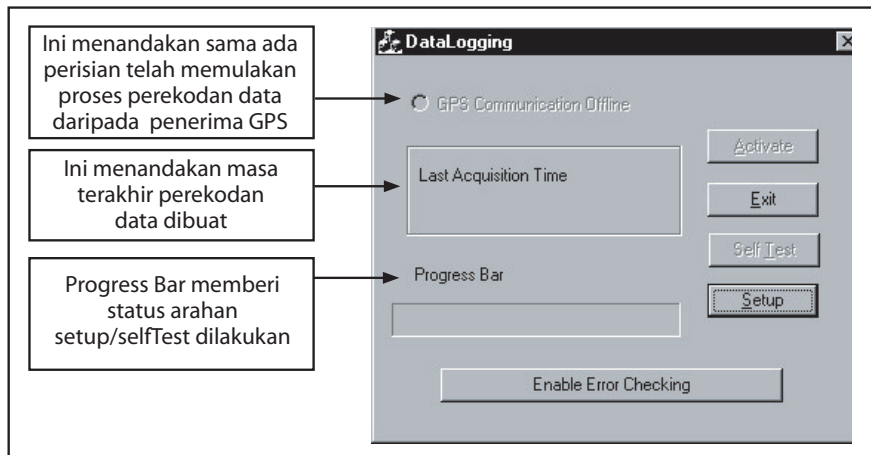 Ini menandakan sama ada
perisian telah memulakan
proses perekodan data
daripada penerima GPS
Ini menandakan masa
terakhir perekodan
data dibuat
Progress Bar memberi
status arahan
setup/selfTest dilakukan
DataLogging
GPS Communication Offline
Last Acquisition Time
Progress Bar
Activate
Exit
Self Test
Setup
Enable Error Checking